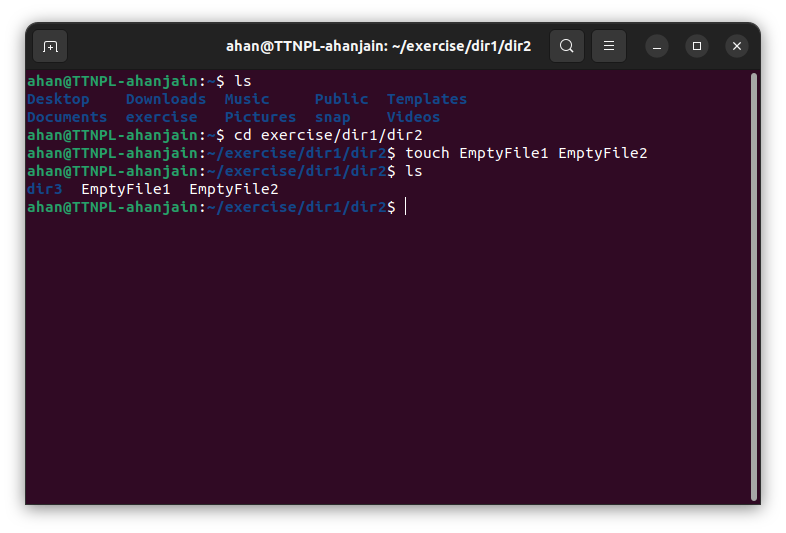 ahan@TTNPL-ahanjain: ~/exercise/dir1/dir2
ahan@TTNPL-ahanjain:~$ ls
Desktop    Downloads  Music     Public  Templates
Documents  exercise   Pictures  snap    Videos
ahan@TTNPL-ahanjain:~$ cd exercise/dir1/dir2
ahan@TTNPL-ahanjain:~/exercise/dir1/dir2$ touch EmptyFile1 EmptyFile2
ahan@TTNPL-ahanjain:~/exercise/dir1/dir2$ ls
dir3  EmptyFile1  EmptyFile2
ahan@TTNPL-ahanjain:~/exercise/dir1/dir2$